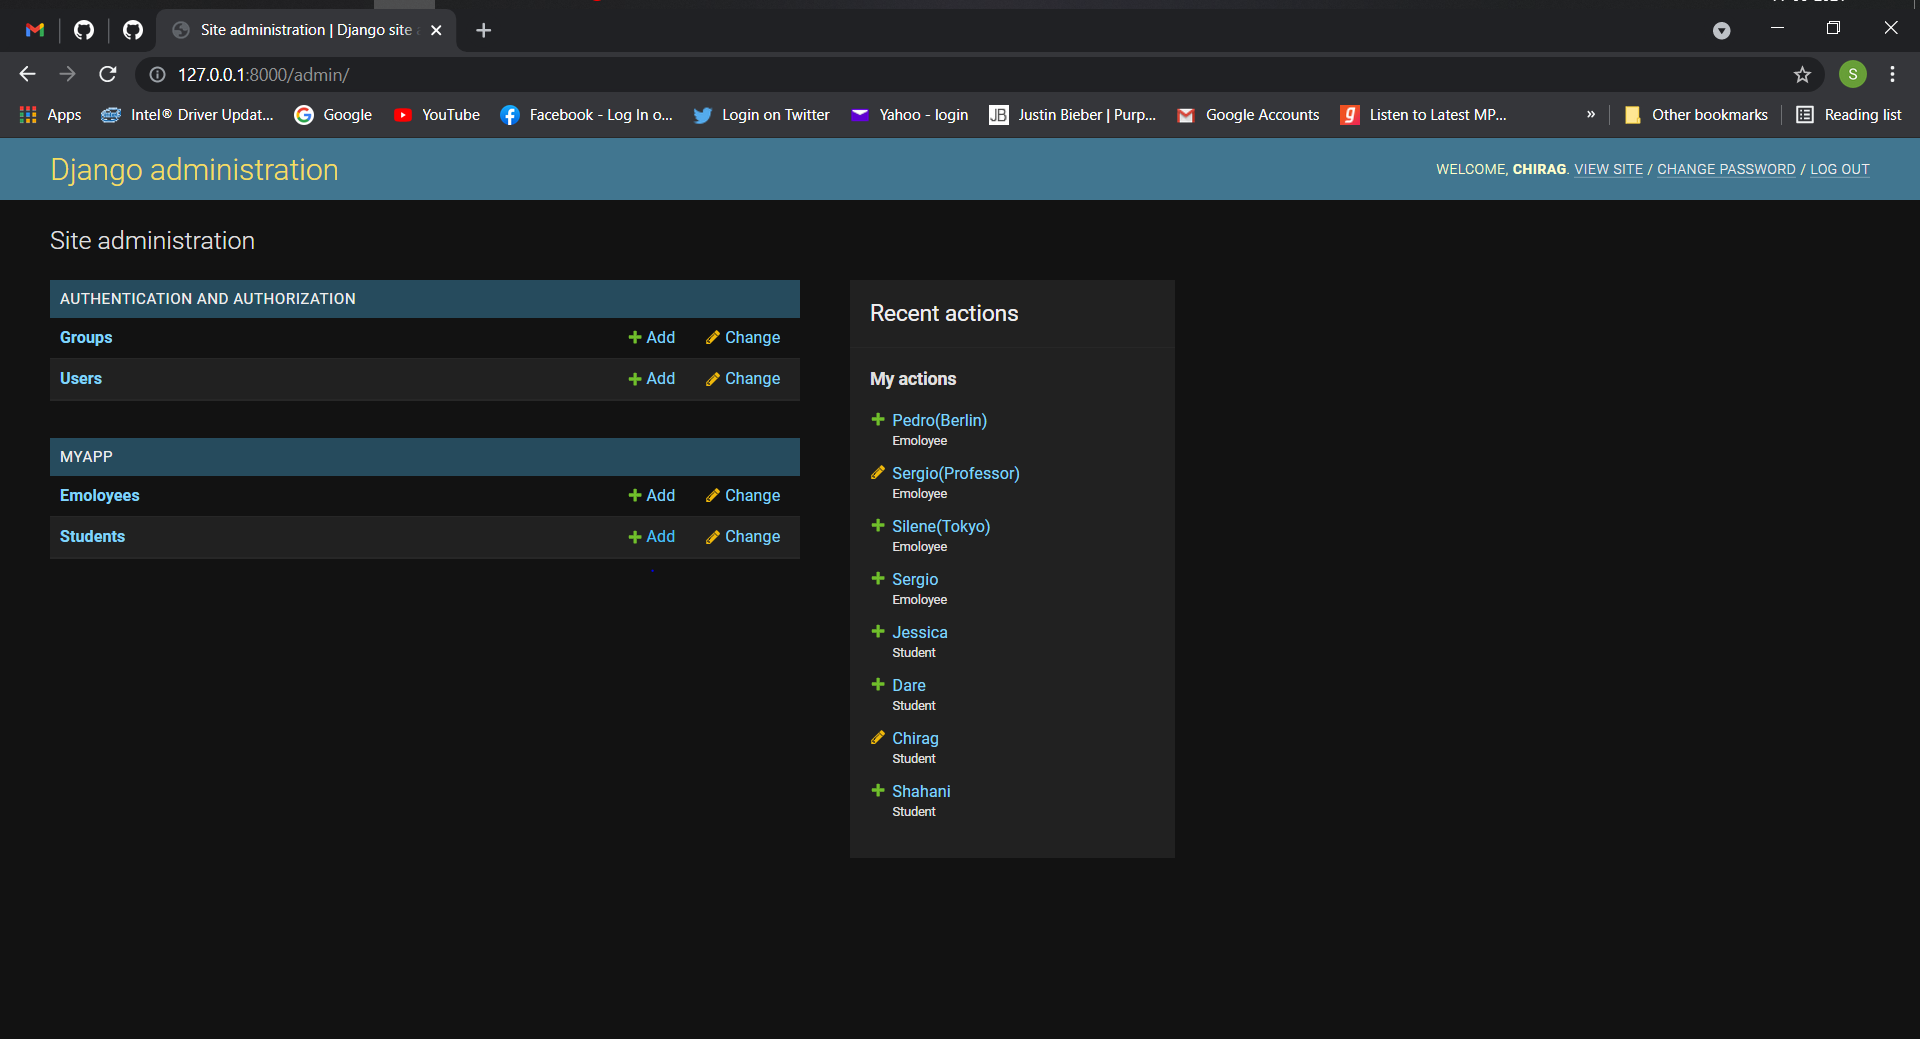 Site administration | Django site
127.0.0.1:8000/admin/
Apps Intel® Driver Updat... Google YouTube Facebook - Log In o... Login on Twitter Yahoo - login JB Justin Bieber | Purp... Google Accounts Listen to Latest MP... » Other bookmarks Reading list
S
Django administration
WELCOME, CHIRAG. VIEW SITE / CHANGE PASSWORD / LOG OUT
Site administration
AUTHENTICATION AND AUTHORIZATION
Groups Add Change
Users Add Change
MYAPP
Emoloyees Add Change
Students Add Change
Recent actions
My actions
Pedro(Berlin)
Emoloyee
Sergio(Professor)
Emoloyee
Silene(Tokyo)
Emoloyee
Sergio
Emoloyee
Jessica
Student
Dare
Student
Chirag
Student
Shahani
Student